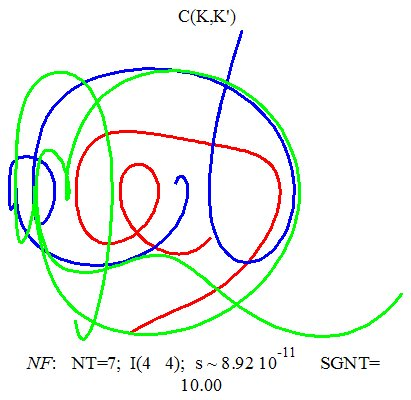 C(K,K')
NF: NT=7; I(4 4); s ~ 8.92 10^-11 SGNT=
10.00